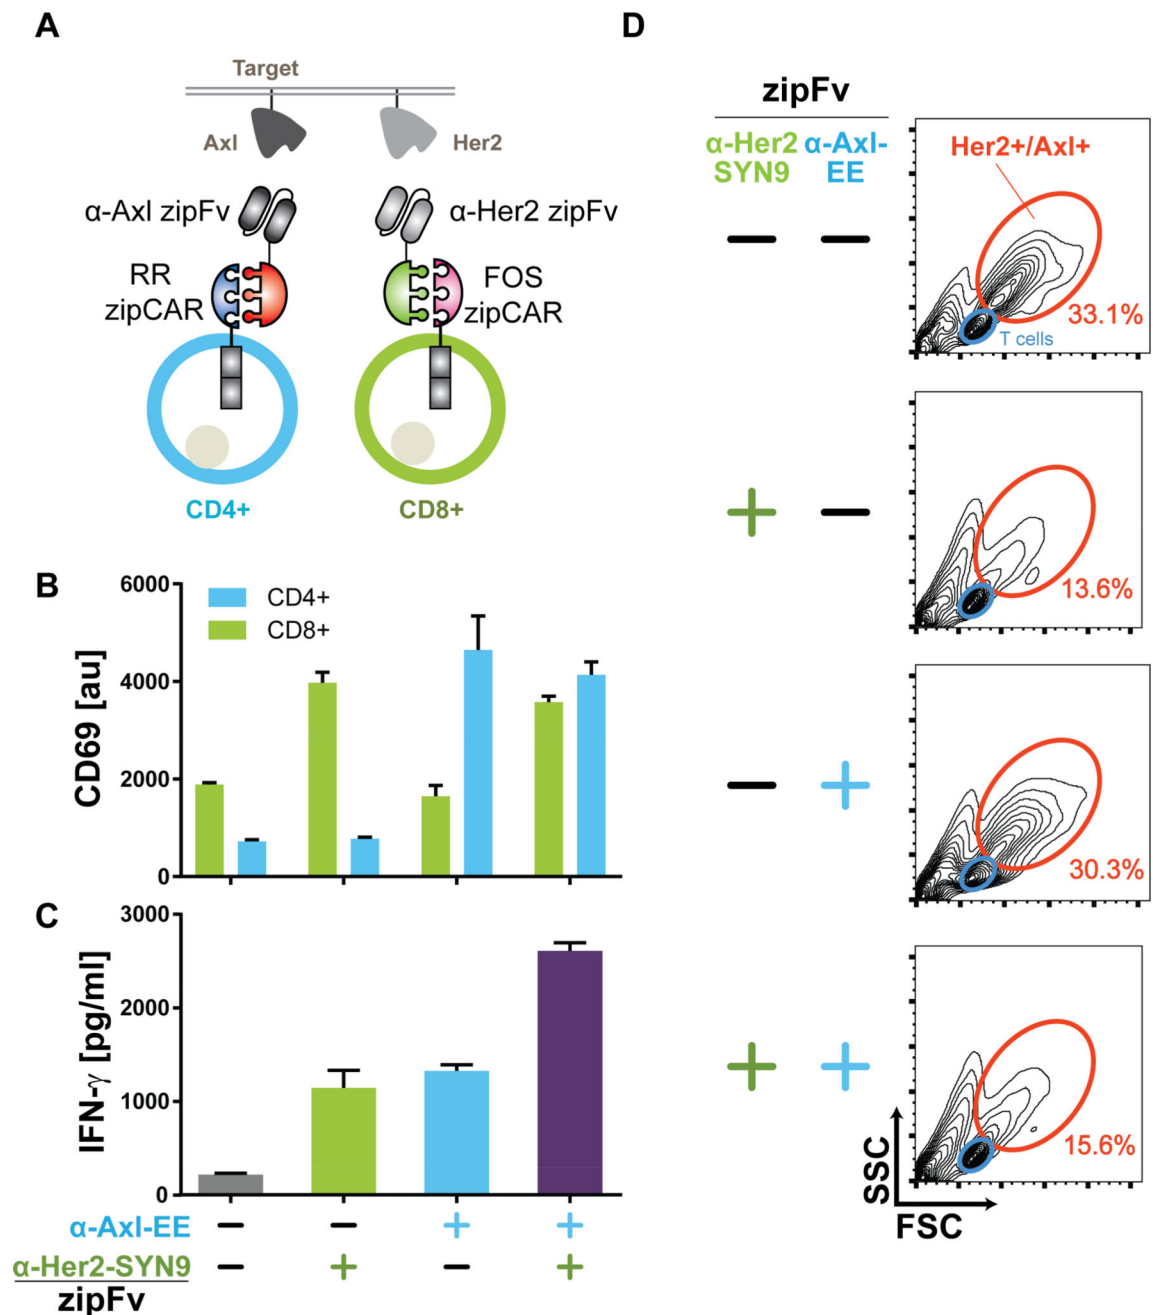 A
Target
Axl
Her2
α-Axl zipFv
α-Her2 zipFv
RR
zipCAR
FOS
zipCAR
CD4+
CD8+
B
6000
4000
2000
0
CD69 [au]
CD4+
CD8+
C
3000
2000
1000
0
IFN-γ [pg/ml]
α-Axl-EE
− − + +
α-Her2-SYN9
− + − +
zipFv
D
zipFv
α-Her2 α-Axl-
SYN9 EE
− −
Her2+/Axl+
33.1%
T cells
+ −
13.6%
− +
30.3%
+ +
15.6%
SSC
FSC